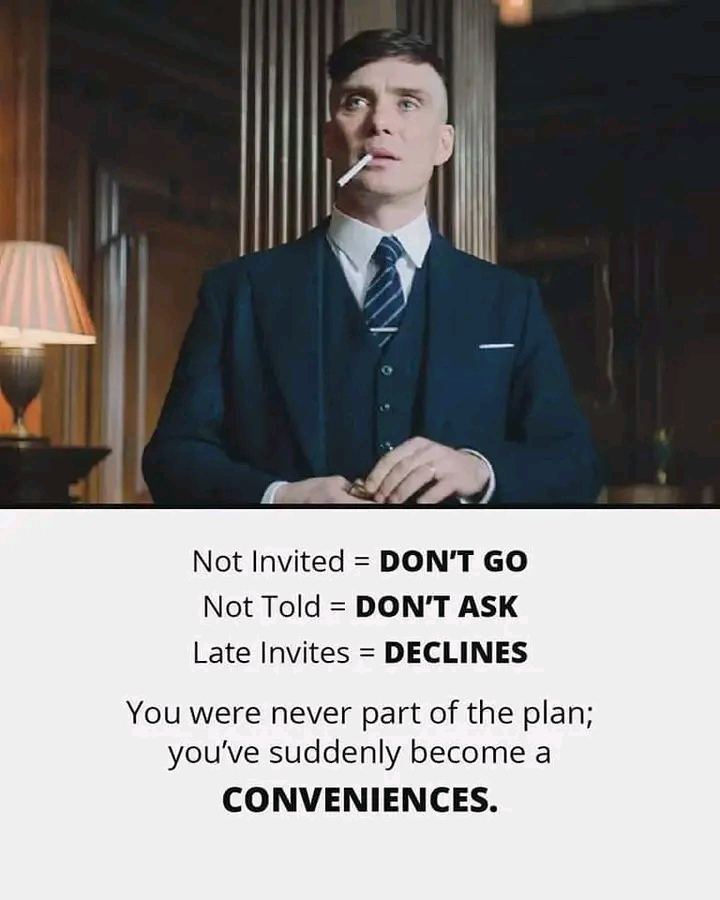 Not Invited = DON'T GO
Not Told = DON'T ASK
Late Invites = DECLINES
You were never part of the plan;
you've suddenly become a
CONVENIENCES.